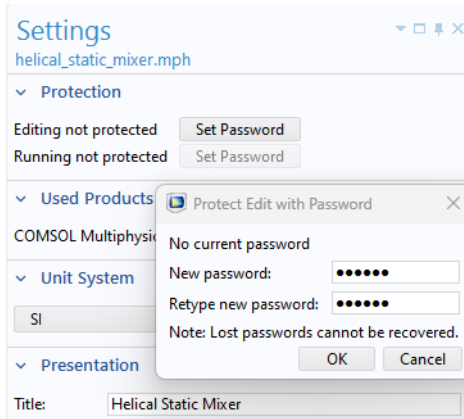 Settings
helical_static_mixer.mph
Protection
Editing not protected Set Password
Running not protected Set Password
Used Products
COMSOL Multiphysic
Unit System
SI
Presentation
Title: Helical Static Mixer
Protect Edit with Password
No current password
New password: ●●●●●●
Retype new password: ●●●●●●
Note: Lost passwords cannot be recovered.
OK Cancel